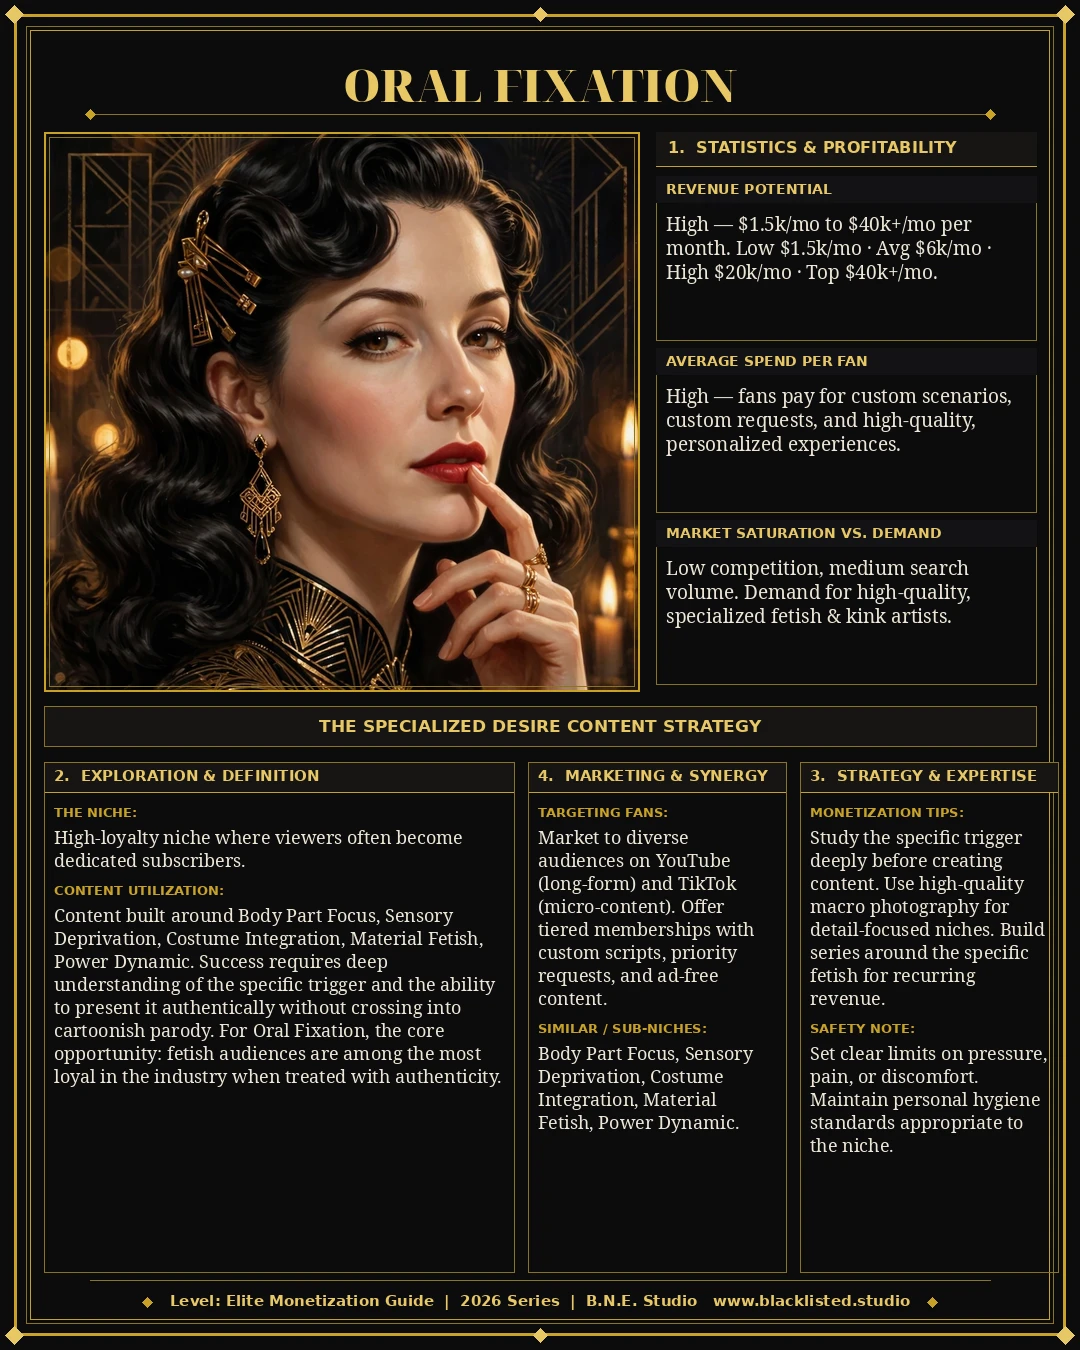 ORAL FIXATION
1. STATISTICS & PROFITABILITY
REVENUE POTENTIAL
High — $1.5k/mo to $40k+/mo per
month. Low $1.5k/mo · Avg $6k/mo ·
High $20k/mo · Top $40k+/mo.
AVERAGE SPEND PER FAN
High — fans pay for custom scenarios,
custom requests, and high-quality,
personalized experiences.
MARKET SATURATION VS. DEMAND
Low competition, medium search
volume. Demand for high-quality,
specialized fetish & kink artists.
THE SPECIALIZED DESIRE CONTENT STRATEGY
2. EXPLORATION & DEFINITION
THE NICHE:
High-loyalty niche where viewers often become
dedicated subscribers.
CONTENT UTILIZATION:
Content built around Body Part Focus, Sensory
Deprivation, Costume Integration, Material Fetish,
Power Dynamic. Success requires deep
understanding of the specific trigger and the ability
to present it authentically without crossing into
cartoonish parody. For Oral Fixation, the core
opportunity: fetish audiences are among the most
loyal in the industry when treated with authenticity.
4. MARKETING & SYNERGY
TARGETING FANS:
Market to diverse
audiences on YouTube
(long-form) and TikTok
(micro-content). Offer
tiered memberships with
custom scripts, priority
requests, and ad-free
content.
SIMILAR / SUB-NICHES:
Body Part Focus, Sensory
Deprivation, Costume
Integration, Material
Fetish, Power Dynamic.
3. STRATEGY & EXPERTISE
MONETIZATION TIPS:
Study the specific trigger
deeply before creating
content. Use high-quality
macro photography for
detail-focused niches. Build
series around the specific
fetish for recurring
revenue.
SAFETY NOTE:
Set clear limits on pressure,
pain, or discomfort.
Maintain personal hygiene
standards appropriate to
the niche.
Level: Elite Monetization Guide | 2026 Series | B.N.E. Studio www.blacklisted.studio